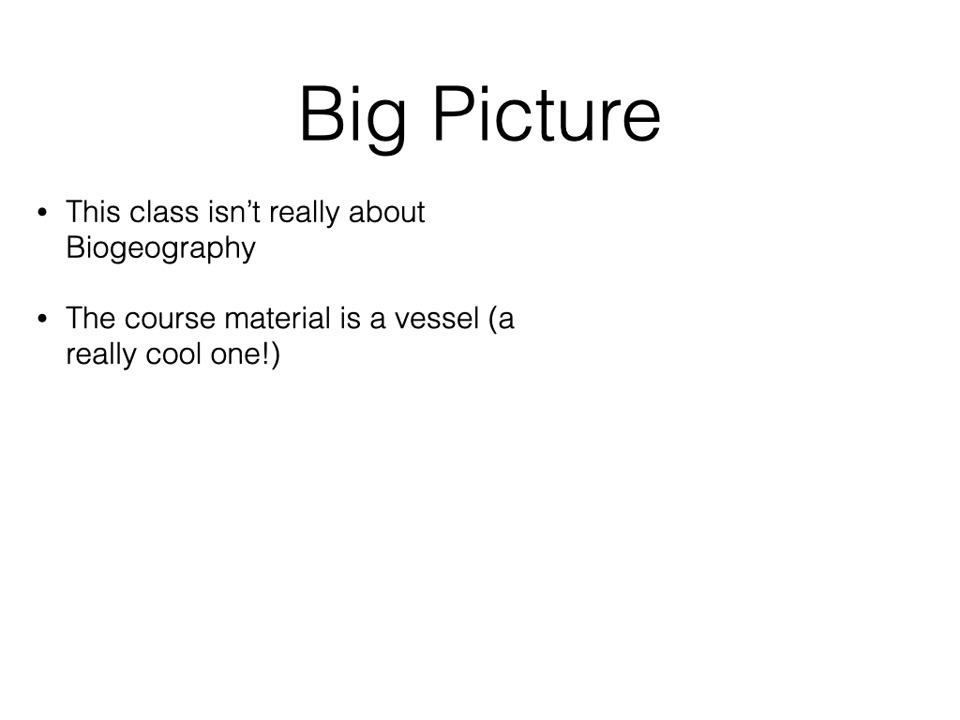 Big Picture
• This class isn’t really about
Biogeography
• The course material is a vessel (a
really cool one!)